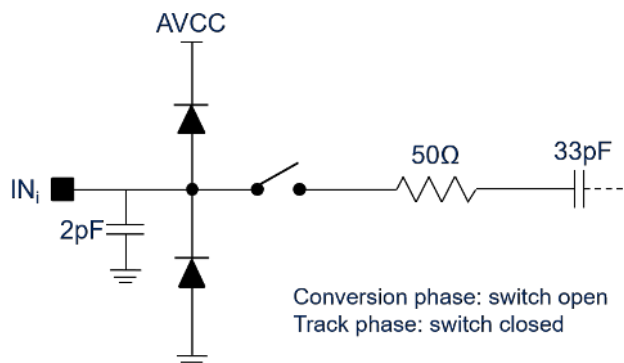 AVCC
50Ω
33pF
INi
2pF
Conversion phase: switch open
Track phase: switch closed